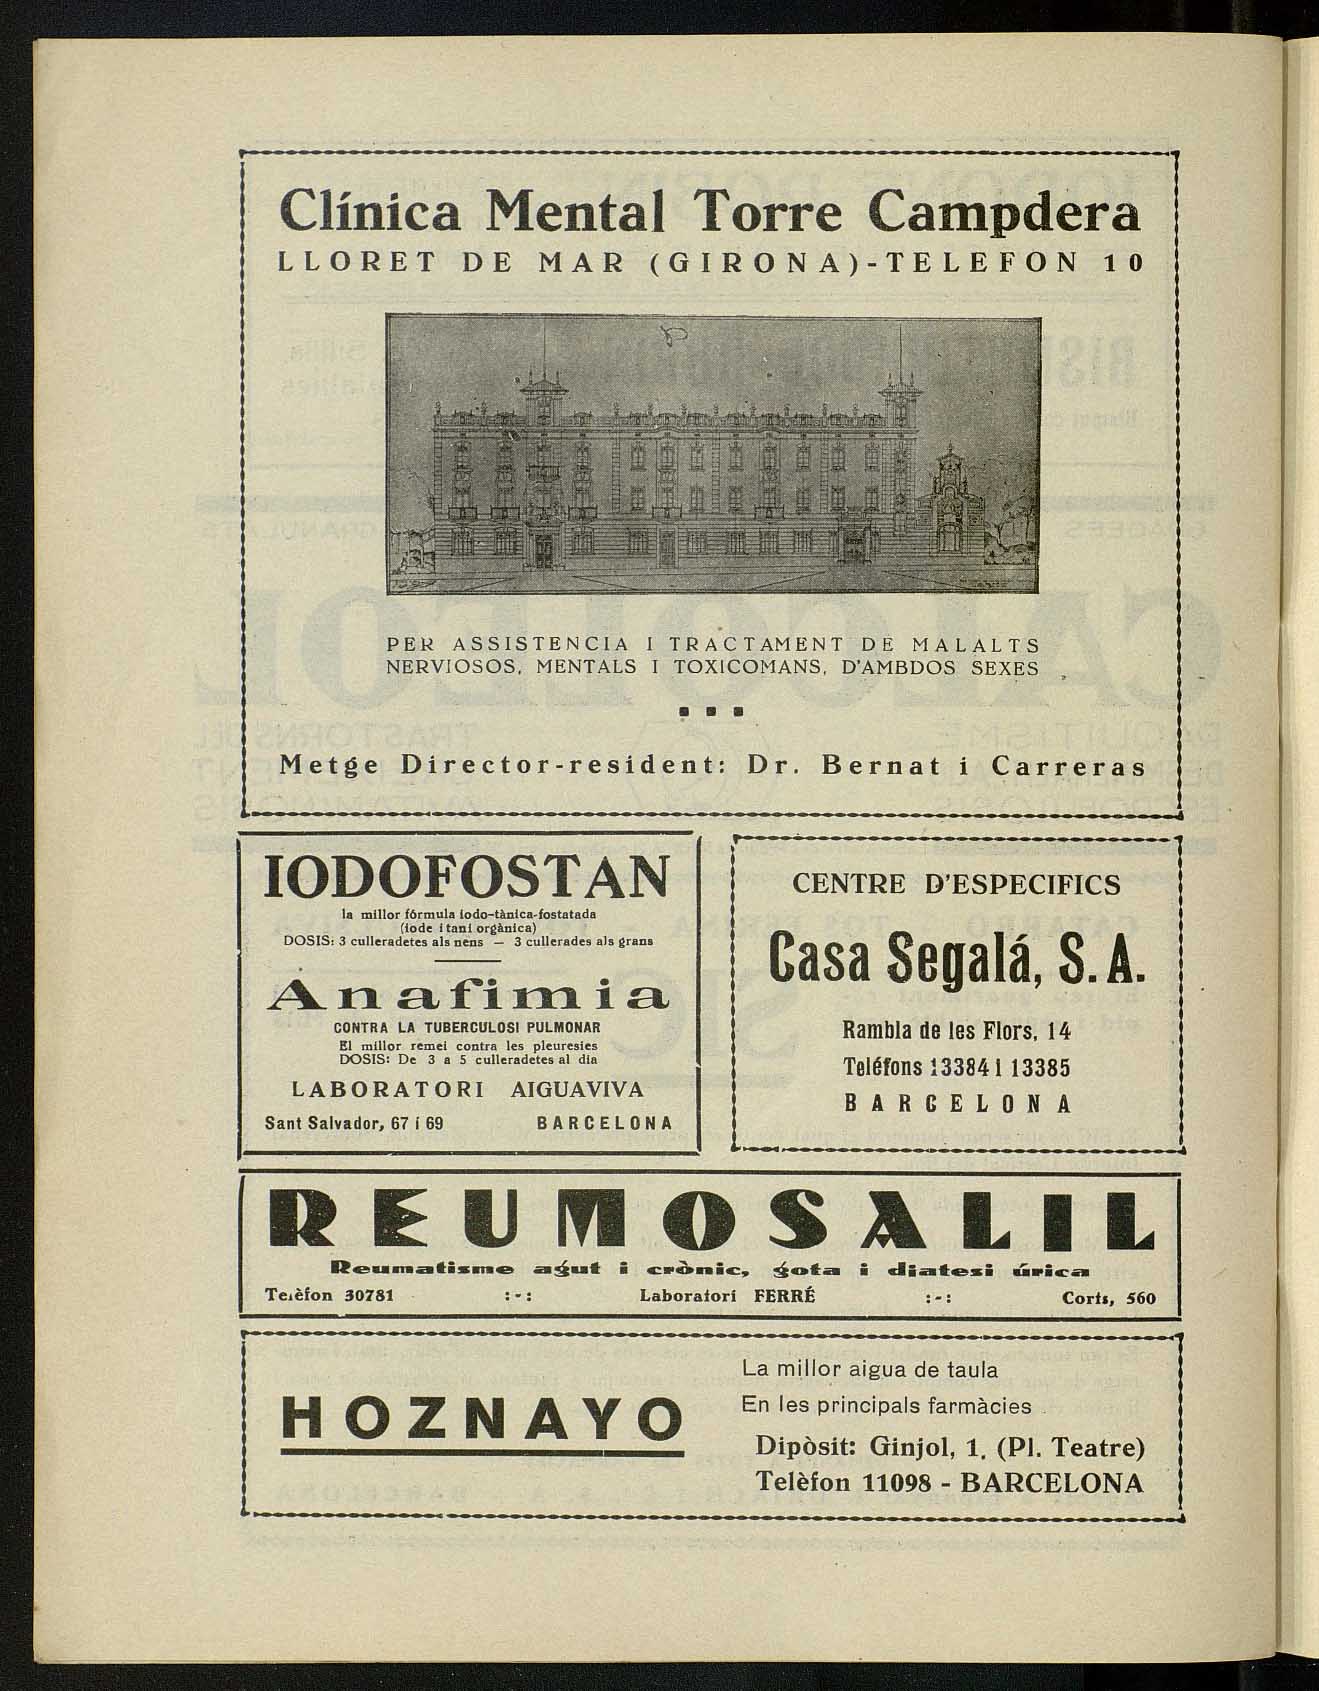 Clínica Mental Torre Campdera
LLORET DE MAR (GIRONA)-TELEFON 10
PER ASSISTENCIA I TRACTAMENT DE MALALTS
NERVIOSOS, MENTALS I TOXICOMANS, D'AMBDOS SEXES
Metge Director-resident: Dr. Bernat i Carreras
IODOFOSTAN
la millor fórmula iodo-tànica-fostatada
(iode i tani orgànica)
DOSIS: 3 culleradetes als nens — 3 cullerades als grans
Anafimia
CONTRA LA TUBERCULOSI PULMONAR
El millor remei contra les pleuresies
DOSIS: De 3 a 5 culleradetes al dia
LABORATORI AIGUAVIVA
Sant Salvador, 67 i 69 BARCELONA
CENTRE D'ESPECIFICS
Casa Segalá, S. A.
Rambla de les Flors, 14
Teléfons 13384 i 13385
BARCELONA
REUMOSALIL
Reumatisme agut i crònic, gota i diatesi úrica
Telèfon 30781 :-: Laboratori FERRÉ :-: Corts, 560
HOZNAYO
La millor aigua de taula
En les principals farmàcies
Dipòsit: Ginjol, 1. (Pl. Teatre)
Telèfon 11098 - BARCELONA